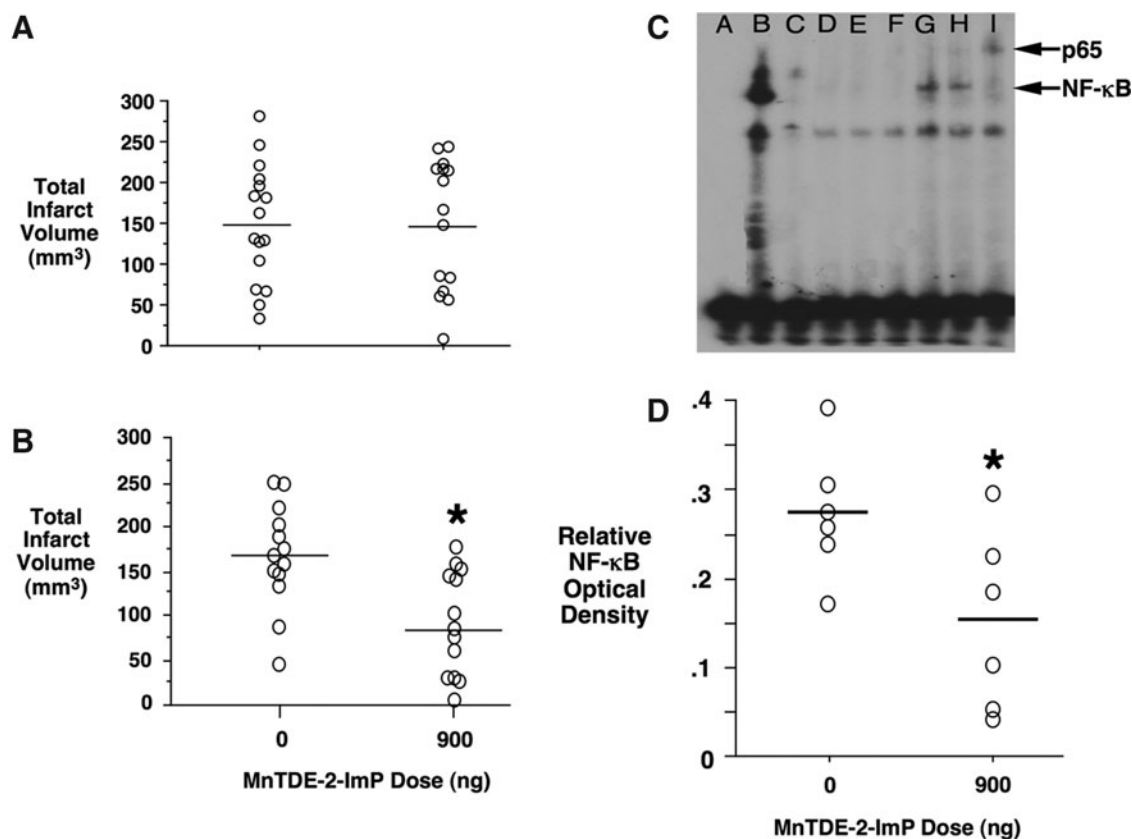 A
300
250
200
150
100
50
0
Total
Infarct
Volume
(mm³)
B
300
250
200
150
100
50
0
Total
Infarct
Volume
(mm³)
*
0
900
MnTDE-2-ImP Dose (ng)
C
A B C D E F G H I
p65
NF-κB
D
.4
.3
.2
.1
0
Relative
NF-κB
Optical
Density
*
0
900
MnTDE-2-ImP Dose (ng)